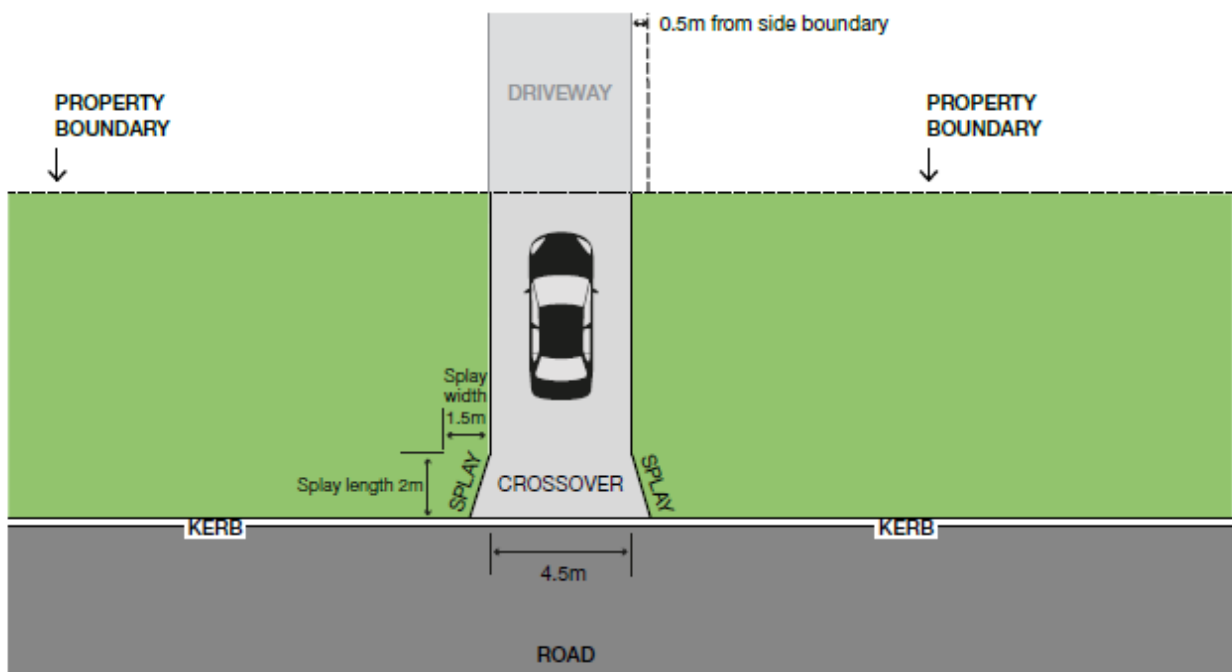 0.5m from side boundary
DRIVEWAY
PROPERTY
BOUNDARY
PROPERTY
BOUNDARY
Splay
width
1.5m
Splay length 2m
SPLAY
CROSSOVER
SPLAY
KERB
KERB
4.5m
ROAD